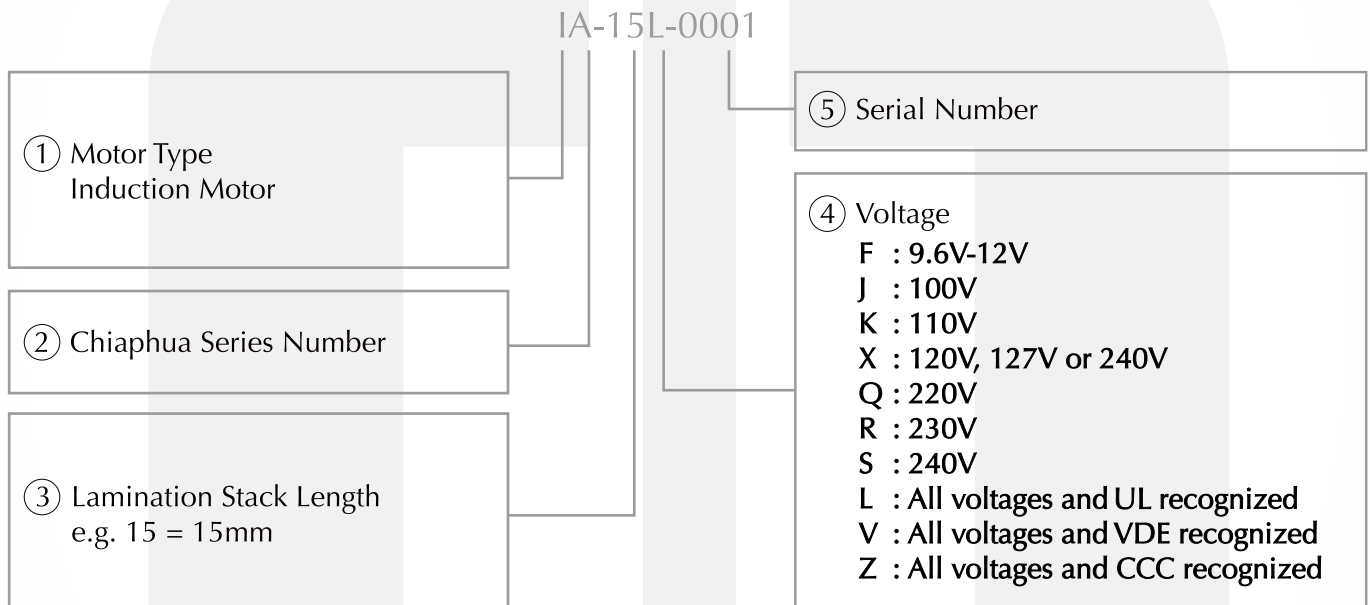 IA-15L-0001
① Motor Type
Induction Motor
② Chiaphua Series Number
③ Lamination Stack Length
e.g. 15 = 15mm
⑤ Serial Number
④ Voltage
F : 9.6V-12V
J : 100V
K : 110V
X : 120V, 127V or 240V
Q : 220V
R : 230V
S : 240V
L : All voltages and UL recognized
V : All voltages and VDE recognized
Z : All voltages and CCC recognized